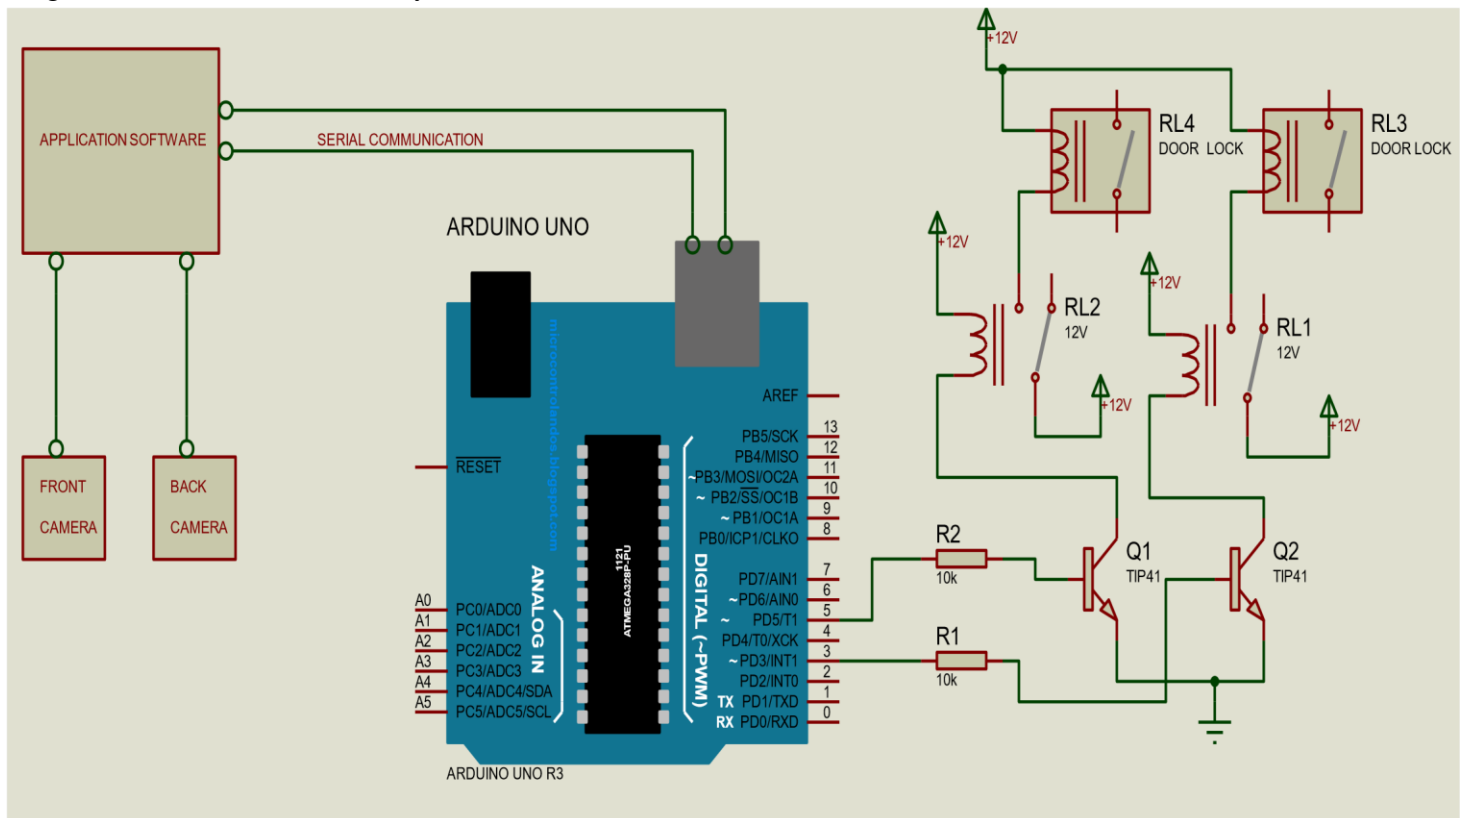 +12V
APPLICATION SOFTWARE
SERIAL COMMUNICATION
RL4
DOOR LOCK
RL3
DOOR LOCK
ARDUINO UNO
+12V
+12V
RL2
12V
RL1
12V
+12V
+12V
microcontrolandos.blogspot.com
AREF
13
PB5/SCK
12
PB4/MISO
11
~PB3/MOSI/OC2A
10
~ PB2/SS/OC1B
9
~ PB1/OC1A
8
PB0/ICP1/CLKO
7
PD7/AIN1
6
~ PD6/AIN0
5
~ PD5/T1
4
PD4/T0/XCK
3
~ PD3/INT1
2
PD2/INT0
1
TX PD1/TXD
0
RX PD0/RXD
RESET
FRONT
CAMERA
BACK
CAMERA
1121
ATMEGA328P-PU
DIGITAL (~PWM)
ANALOG IN
A0
PC0/ADC0
A1
PC1/ADC1
A2
PC2/ADC2
A3
PC3/ADC3
A4
PC4/ADC4/SDA
A5
PC5/ADC5/SCL
R2
10k
Q1
TIP41
Q2
TIP41
R1
10k
ARDUINO UNO R3